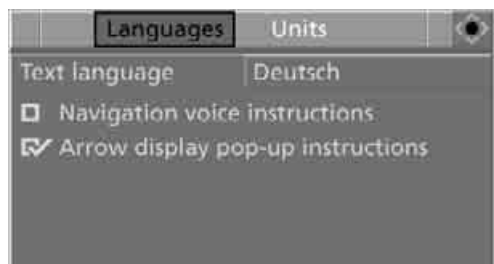 Languages Units
Text language Deutsch
Navigation voice instructions
Arrow display pop-up instructions